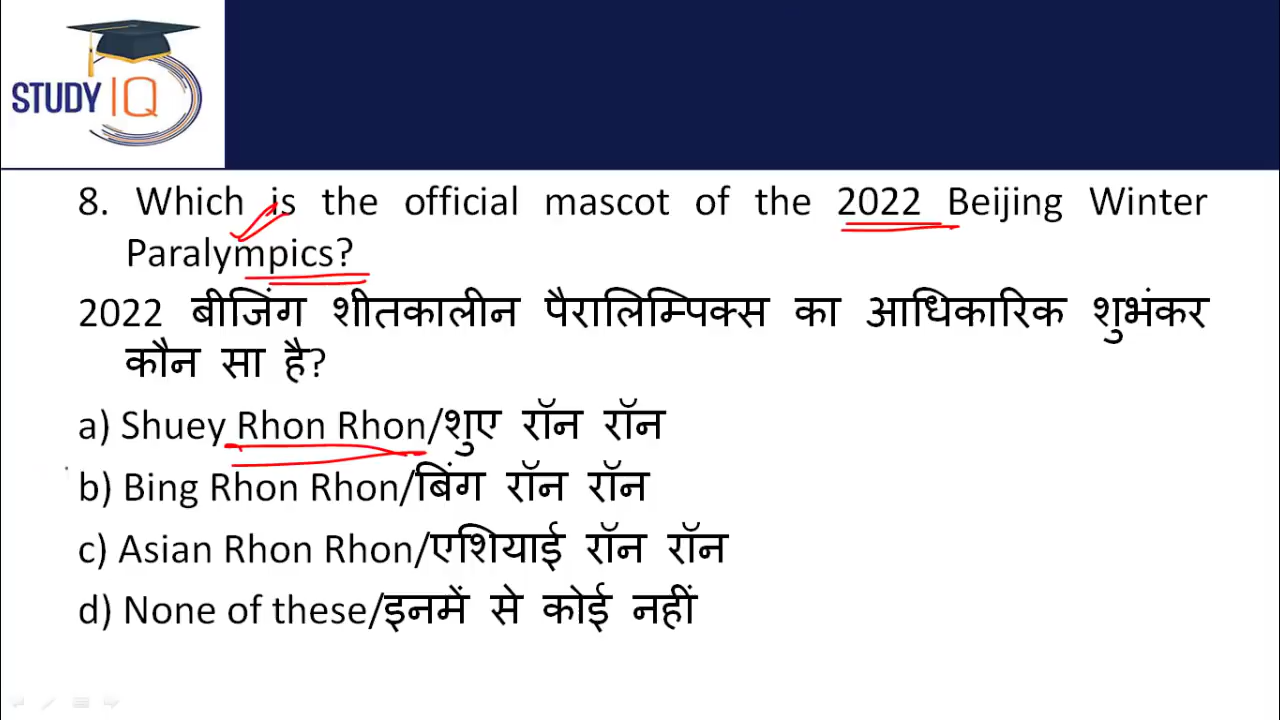 STUDY IQ
8. Which is the official mascot of the 2022 Beijing Winter
Paralympics?
2022 बीजिंग शीतकालीन पैरालिम्पिक्स का आधिकारिक शुभंकर
कौन सा है?
a) Shuey Rhon Rhon/शुए रॉन रॉन
b) Bing Rhon Rhon/बिंग रॉन रॉन
c) Asian Rhon Rhon/एशियाई रॉन रॉन
d) None of these/इनमें से कोई नहीं